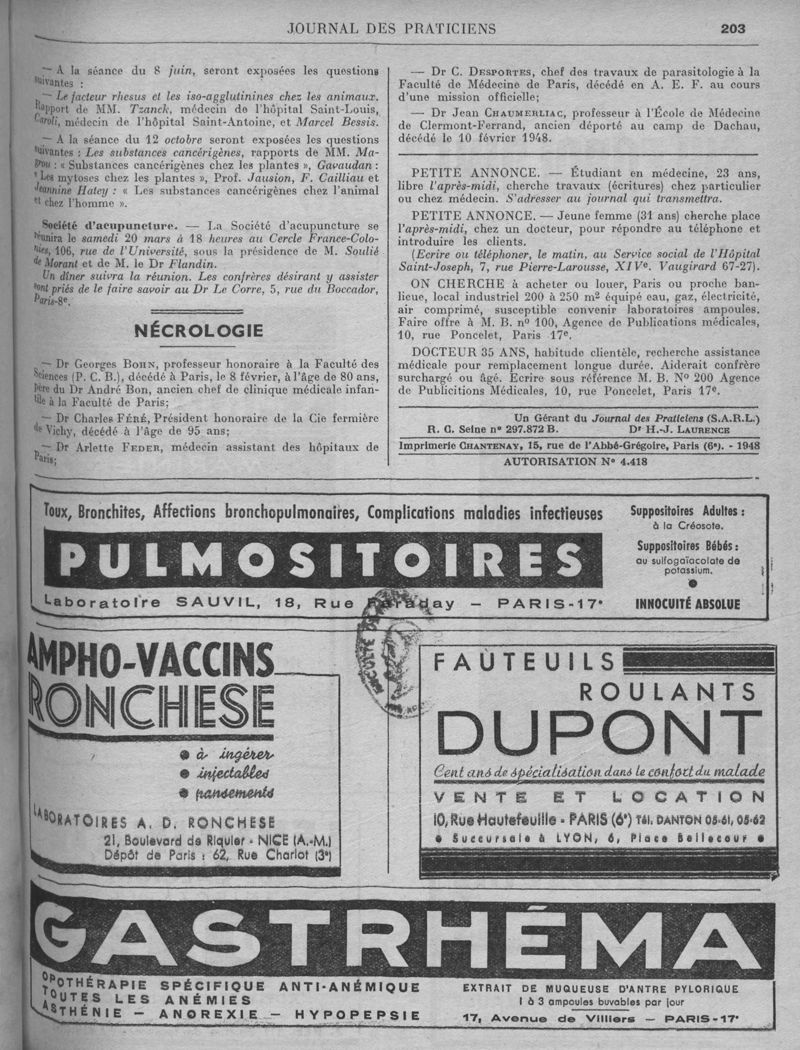 JOURNAL DES PRATICIENS
203
— A la séance du 8 juin, seront exposées les questions
suivantes :
— Le facteur rhesus et les iso-agglutinines chez les animaux.
Rapport de MM. Tzanck, médecin de l'hôpital Saint-Louis,
Caroli, médecin de l'hôpital Saint-Antoine, et Marcel Bessis.
— A la séance du 12 octobre seront exposées les questions
suivantes : Les substances cancérigènes, rapports de MM. Ma-
grou : « Substances cancérigènes chez les plantes », Gavaudan :
« Les mytoses chez les plantes », Prof. Jausion, F. Cailliau et
Jeannine Hatey : « Les substances cancérigènes chez l'animal
et chez l'homme ».
Société d'acupuncture. — La Société d'acupuncture se
réunira le samedi 20 mars à 18 heures au Cercle France-Colo-
nies, 106, rue de l'Université, sous la présidence de M. Soulié
de Morant et de M. le Dr Flandin.
Un dîner suivra la réunion. Les confrères désirant y assister
sont priés de le faire savoir au Dr Le Corre, 5, rue du Boccador,
Paris-8e.
NÉCROLOGIE
— Dr Georges BOHN, professeur honoraire à la Faculté des
Sciences (P. C. B.), décédé à Paris, le 8 février, à l'âge de 80 ans,
père du Dr André Bon, ancien chef de clinique médicale infan-
tile à la Faculté de Paris;
— Dr Charles FÉRÉ, Président honoraire de la Cie fermière
de Vichy, décédé à l'âge de 95 ans;
— Dr Arlette FEDER, médecin assistant des hôpitaux de
Paris;
— Dr C. DESPORTES, chef des travaux de parasitologie à la
Faculté de Médecine de Paris, décédé en A. E. F. au cours
d'une mission officielle;
— Dr Jean CHAUMERLIAC, professeur à l'École de Médecine
de Clermont-Ferrand, ancien déporté au camp de Dachau,
décédé le 10 février 1948.
PETITE ANNONCE. — Étudiant en médecine, 23 ans,
libre l'après-midi, cherche travaux (écritures) chez particulier
ou chez médecin. S'adresser au journal qui transmettra.
PETITE ANNONCE. — Jeune femme (31 ans) cherche place
l'après-midi, chez un docteur, pour répondre au téléphone et
introduire les clients.
(Ecrire ou téléphoner, le matin, au Service social de l'Hôpital
Saint-Joseph, 7, rue Pierre-Larousse, XIVe. Vaugirard 67-27).
ON CHERCHE à acheter ou louer, Paris ou proche ban-
lieue, local industriel 200 à 250 m2 équipé eau, gaz, électricité,
air comprimé, susceptible convenir laboratoires ampoules.
Faire offre à M. B. n° 100, Agence de Publications médicales,
10, rue Poncelet, Paris 17e.
DOCTEUR 35 ANS, habitude clientèle, recherche assistance
médicale pour remplacement longue durée. Aiderait confrère
surchargé ou âgé. Ecrire sous référence M. B. N° 200 Agence
de Publicitions Médicales, 10, rue Poncelet, Paris 17e.
Un Gérant du Journal des Praticiens (S.A.R.L.)
R. C. Seine n° 297.872 B. Dr H.-J. LAURENCE
Imprimerie CHANTENAY, 15, rue de l'Abbé-Grégoire, Paris (6e). - 1948
AUTORISATION N° 4.418
Toux, Bronchites, Affections bronchopulmonaires, Complications maladies infectieuses
PULMOSITOIRES
Laboratoire SAUVIL, 18, Rue Faraday — PARIS-17e
Suppositoires Adultes :
à la Créosote.
Suppositoires Bébés :
au sulfogaïacolate de
potassium.
INNOCUITÉ ABSOLUE
AMPHO-VACCINS
RONCHESE
• à ingérer
• injectables
• pansements
LABORATOIRES A. D. RONCHESE
21, Boulevard de Riquier - NICE (A.-M.)
Dépôt de Paris : 62, Rue Charlot (3e)
FAUTEUILS
ROULANTS
DUPONT
Cent ans de spécialisation dans le confort du malade
VENTE ET LOCATION
10, Rue Hautefeuille - PARIS (6e) Tél. DANTON 05-61, 05-62
• Succursale à LYON, 6, Place Bellecour •
GASTRHÉMA
OPOTHÉRAPIE SPÉCIFIQUE ANTI-ANÉMIQUE
TOUTES LES ANÉMIES
ASTHÉNIE — ANOREXIE — HYPOPEPSIE
EXTRAIT DE MUQUEUSE D'ANTRE PYLORIQUE
1 à 3 ampoules buvables par jour
17, Avenue de Villiers — PARIS-17e